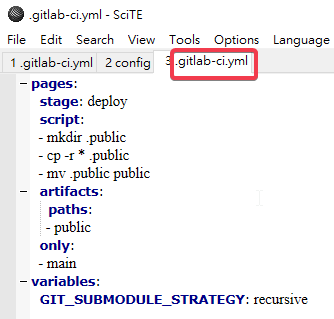 .gitlab-ci.yml - SciTE
File Edit Search View Tools Options Language
1 .gitlab-ci.yml 2 config 3 .gitlab-ci.yml
pages:
stage: deploy
script:
- mkdir .public
- cp -r * .public
- mv .public public
artifacts:
paths:
- public
only:
- main
variables:
GIT_SUBMODULE_STRATEGY: recursive